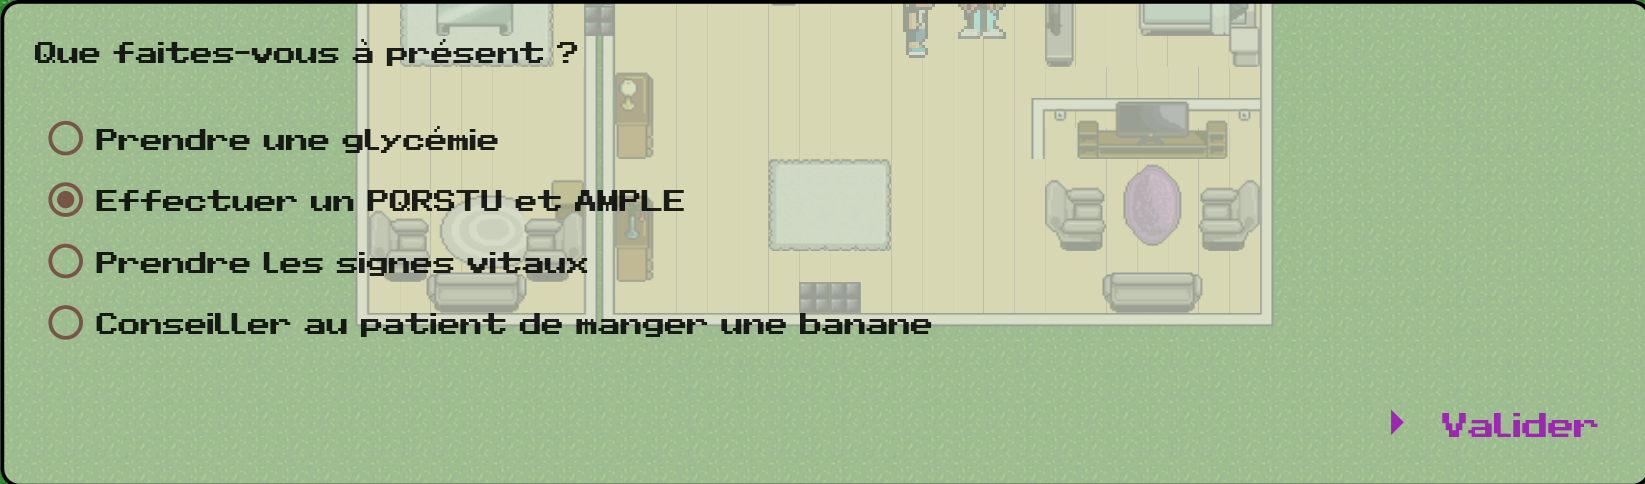 Que faites-vous à présent ?
Prendre une glycémie
Effectuer un PQRSTU et AMPLE
Prendre les signes vitaux
Conseiller au patient de manger une banane
Valider